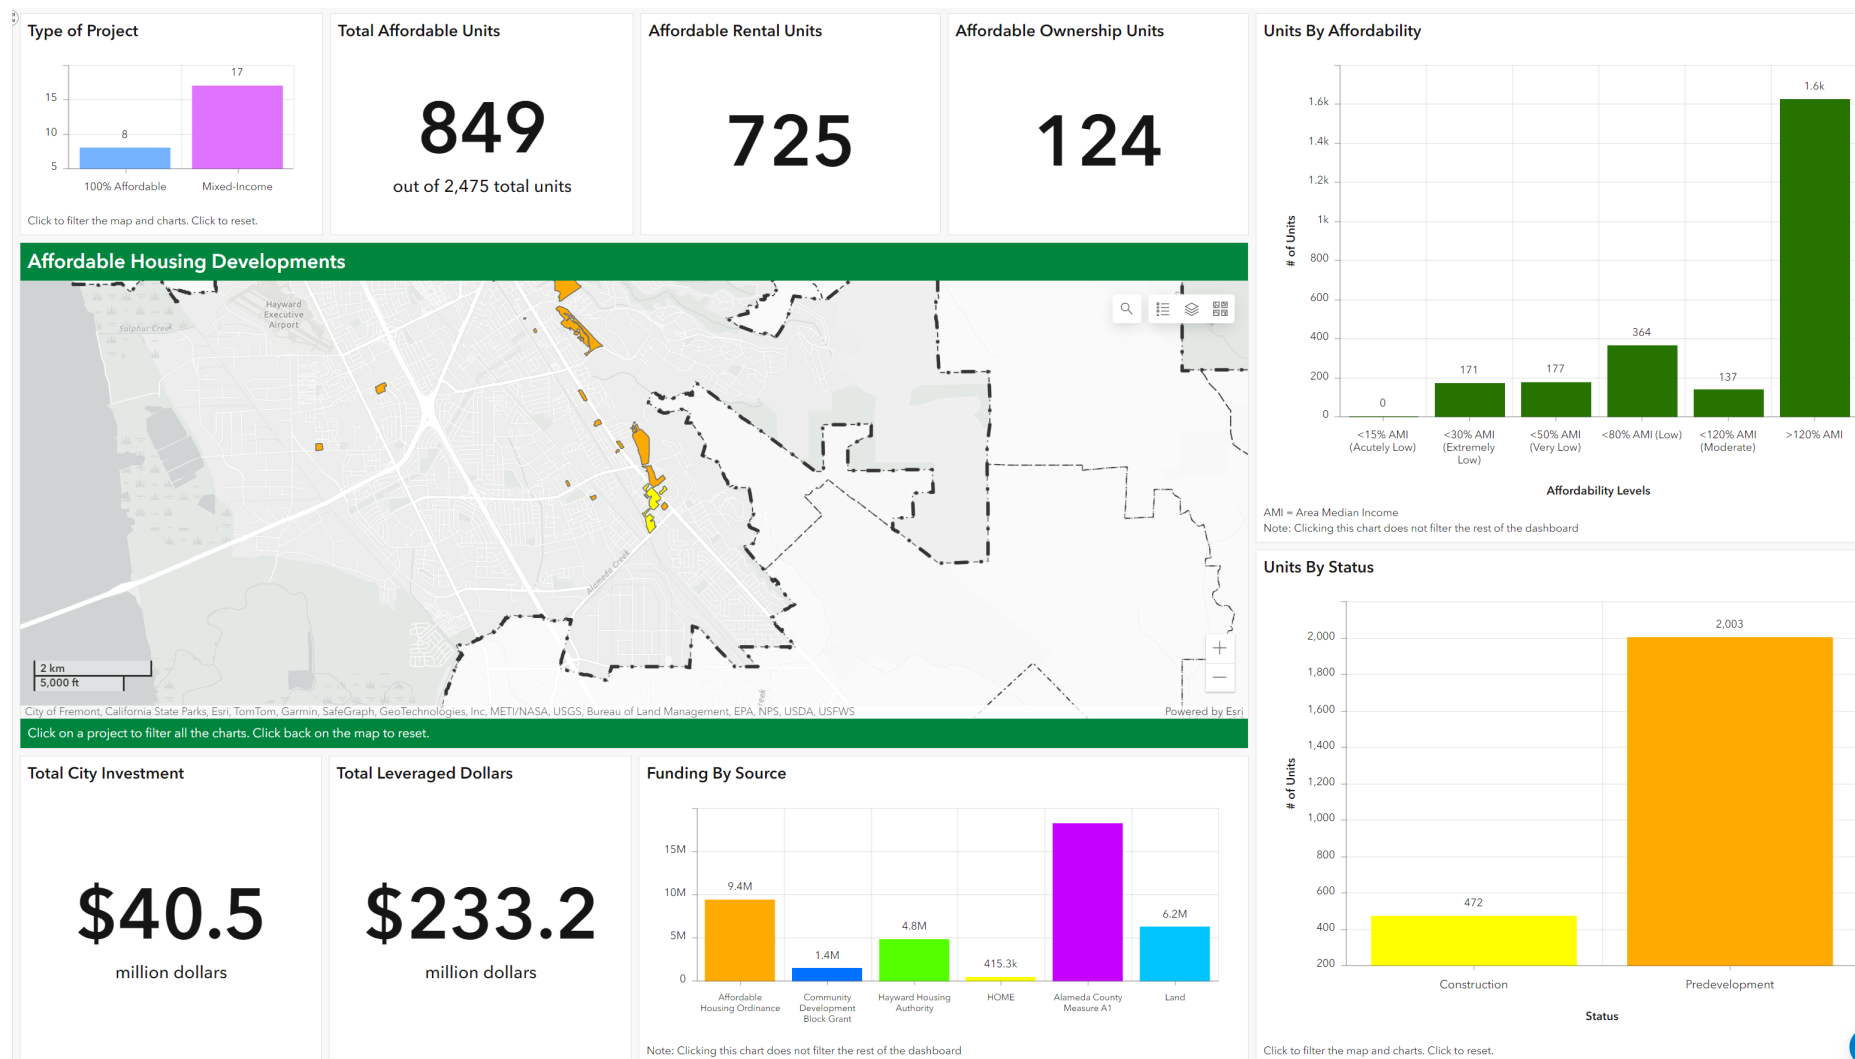 Type of Project
17
15
10
8
5
100% Affordable
Mixed-Income
Click to filter the map and charts. Click to reset.
Total Affordable Units
849
out of 2,475 total units
Affordable Rental Units
725
Affordable Ownership Units
124
Units By Affordability
1.6k
1.6k
1.4k
1.2k
1k
800
600
400
200
0
# of Units
0
171
177
364
137
<15% AMI
(Acutely Low)
<30% AMI
(Extremely
Low)
<50% AMI
(Very Low)
<80% AMI (Low)
<120% AMI
(Moderate)
>120% AMI
Affordability Levels
AMI = Area Median Income
Note: Clicking this chart does not filter the rest of the dashboard
Affordable Housing Developments
Hayward
Executive
Airport
Sulphur Creek
Alameda Creek
2 km
5,000 ft
City of Fremont, California State Parks, Esri, TomTom, Garmin, SafeGraph, GeoTechnologies, Inc, METI/NASA, USGS, Bureau of Land Management, EPA, NPS, USDA, USFWS
Powered by Esri
Click on a project to filter all the charts. Click back on the map to reset.
Units By Status
2,003
2,000
1,800
1,600
1,400
1,200
1,000
800
600
400
200
# of Units
472
Construction
Predevelopment
Status
Click to filter the map and charts. Click to reset.
Total City Investment
$40.5
million dollars
Total Leveraged Dollars
$233.2
million dollars
Funding By Source
15M
10M
5M
0
9.4M
1.4M
4.8M
415.3k
6.2M
Affordable
Housing Ordinance
Community
Development
Block Grant
Hayward Housing
Authority
HOME
Alameda County
Measure A1
Land
Note: Clicking this chart does not filter the rest of the dashboard